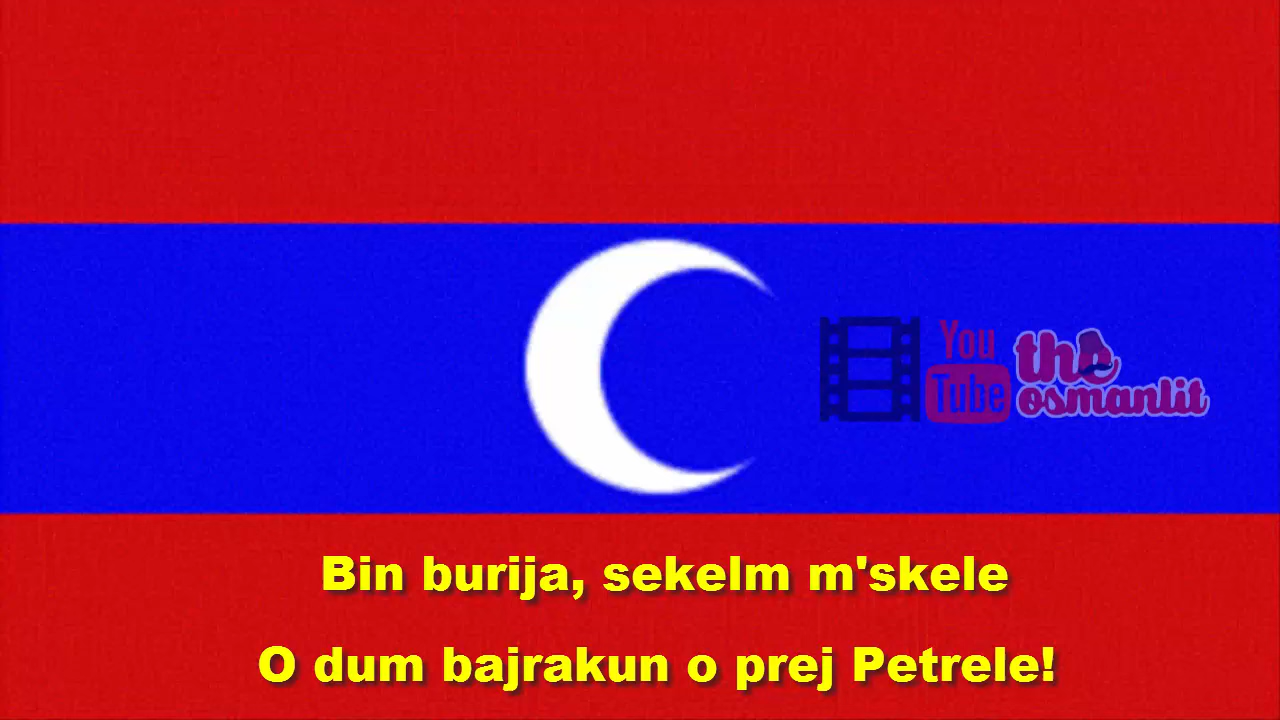 You
Tube
the
osmanlit
Bin burija, sekelm m'skele
O dum bajrakun o prej Petrele!